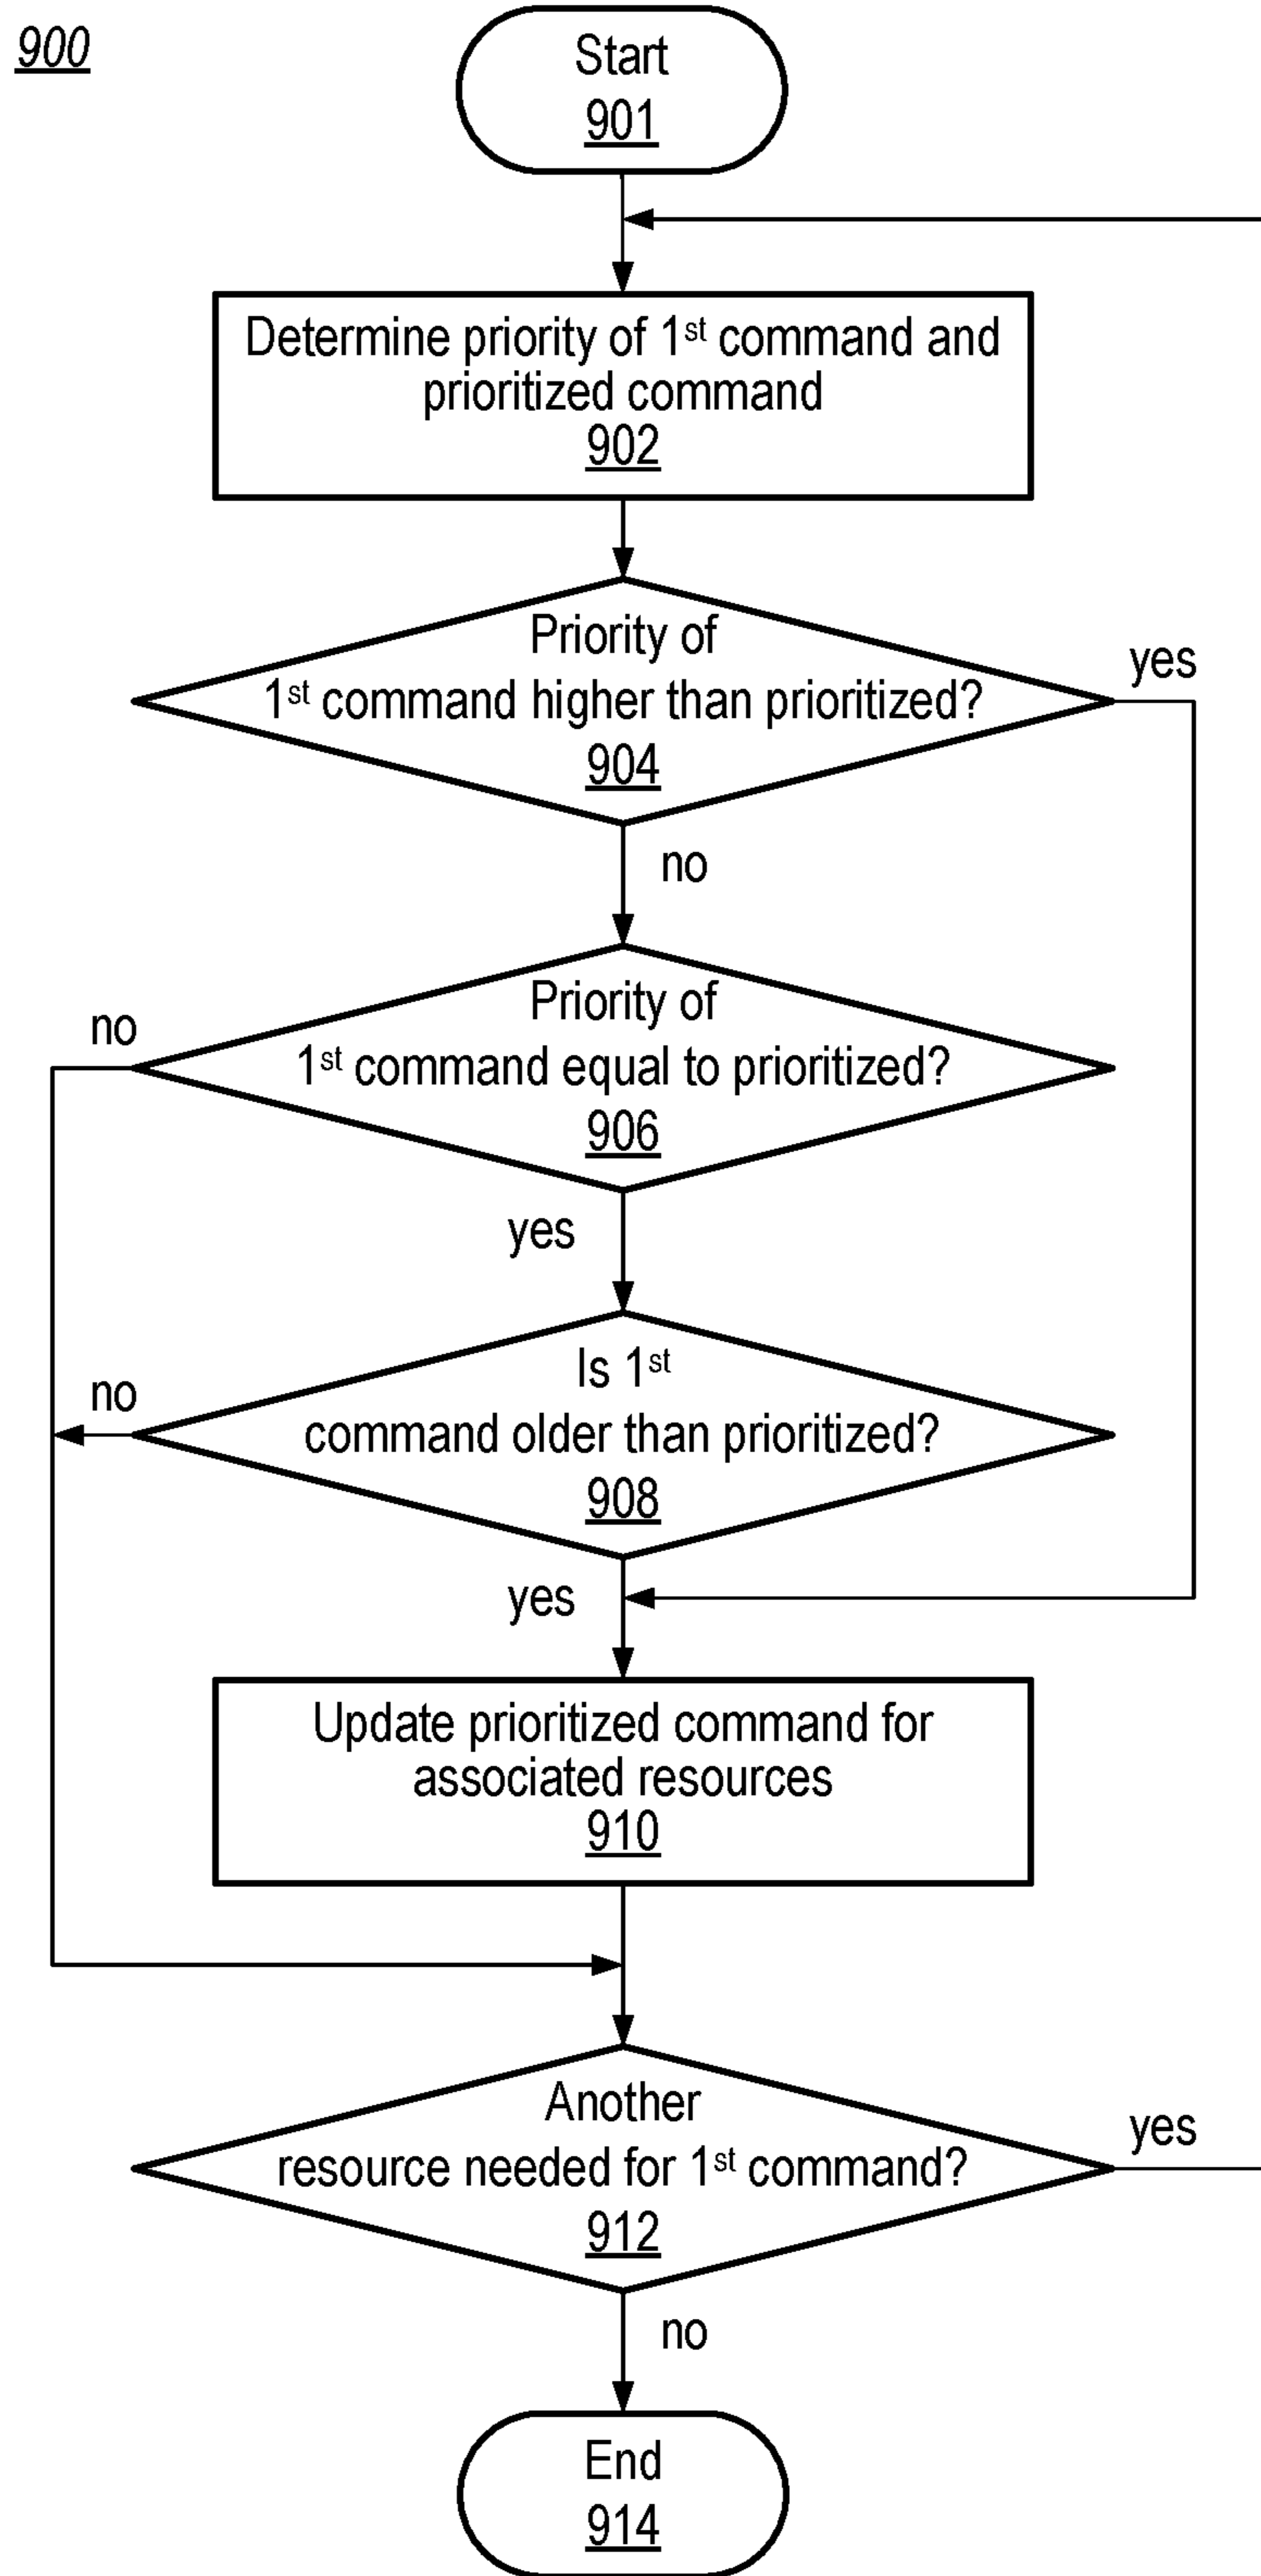 900
Start
901
Determine priority of 1st command and
prioritized command
902
Priority of
1st command higher than prioritized?
904
yes
no
Priority of
1st command equal to prioritized?
906
no
yes
Is 1st
command older than prioritized?
908
no
yes
Update prioritized command for
associated resources
910
Another
resource needed for 1st command?
912
yes
no
End
914